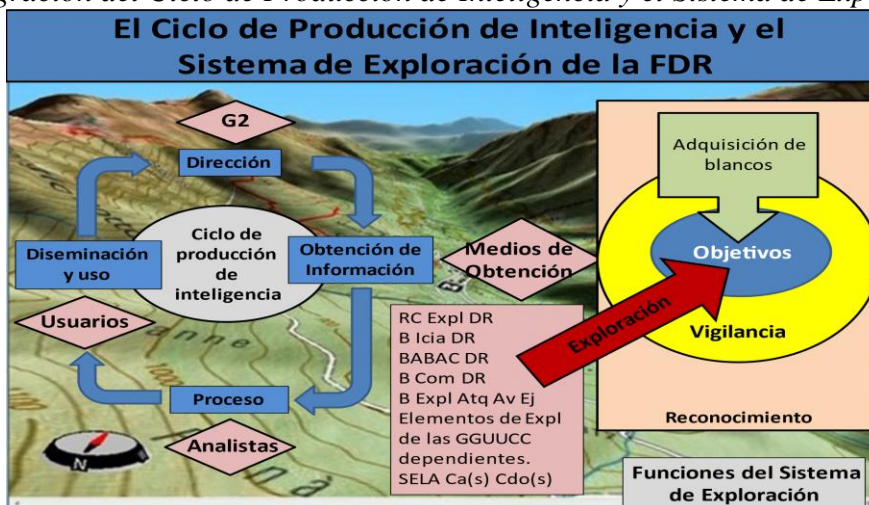 El Ciclo de Producción de Inteligencia y el
Sistema de Exploración de la FDR
G2
Dirección
Ciclo de
producción
de
inteligencia
Diseminación
y uso
Obtención de
Información
Medios de
Obtención
Usuarios
Proceso
Analistas
RC Expl DR
B Icia DR
BABAC DR
B Com DR
B Expl Atq Av Ej
Elementos de Expl
de las GGUUCC
dependientes.
SELA Ca(s) Cdo(s)
Exploración
Adquisición de
blancos
Objetivos
Vigilancia
Reconocimiento
Funciones del Sistema
de Exploración
N